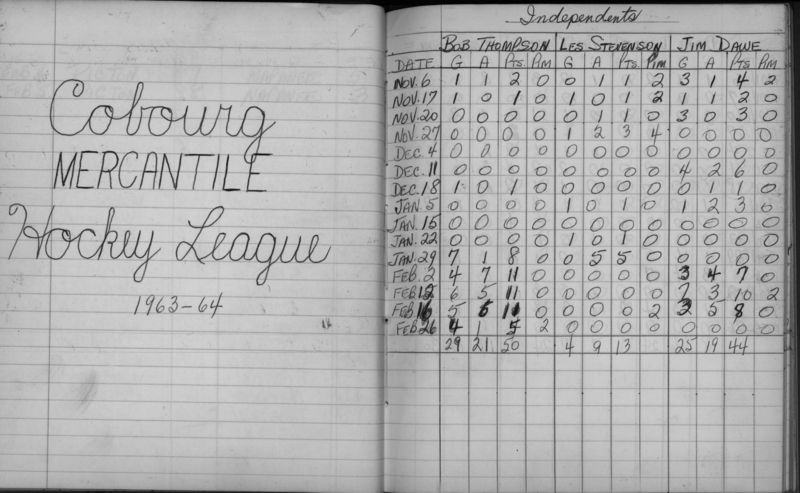 Cobourg
MERCANTILE
Hockey League
1963-64
Independents
BOB THOMPSON LES STEVENSON JIM DAWE
DATE G A Pts. PIM G A Pts PIM G A Pts PIM
NOV. 6 1 1 2 0 0 1 1 2 3 1 4 2
NOV. 17 1 0 1 0 1 0 1 2 1 1 2 0
NOV. 20 0 0 0 0 0 1 1 0 3 0 3 0
NOV. 27 0 0 0 0 1 2 3 4 0 0 0 0
DEC. 4 0 0 0 0 0 0 0 0 0 0 0 0
DEC. 11 0 0 0 0 0 0 0 0 4 2 6 0
DEC. 18 1 0 1 0 0 0 0 0 0 1 1 0
JAN. 5 0 0 0 0 1 0 1 0 1 2 3 0
JAN. 15 0 0 0 0 0 0 0 0 0 0 0 0
JAN. 22 0 0 0 0 1 0 1 0 0 0 0 0
JAN. 29 7 1 8 0 0 5 5 0 0 0 0 0
FEB. 2 4 7 11 0 0 0 0 0 3 4 7 0
FEB 12 6 5 11 0 0 0 0 0 7 3 10 2
FEB 16 5 11 0 0 0 0 2 3 5 8 0
FEB. 26 4 1 5 2 0 0 0 0 0 0 0 0
29 21 50 4 9 13 25 19 44